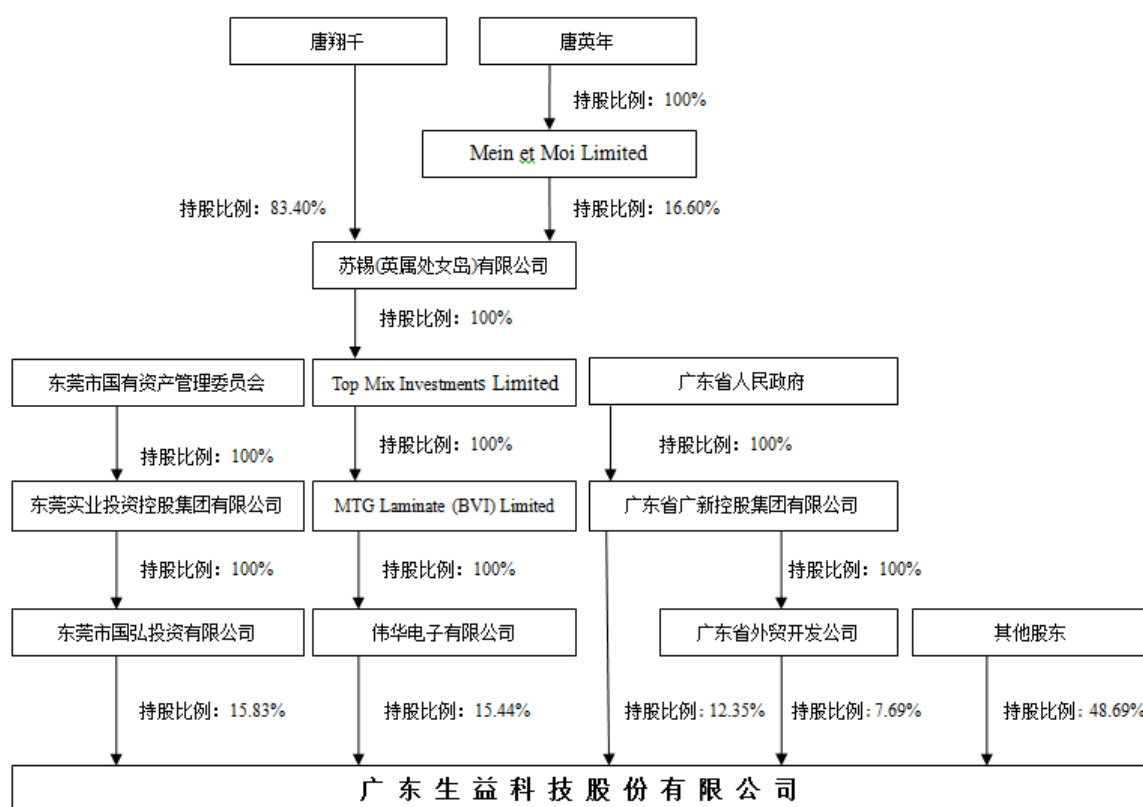 唐翔千
唐英年
持股比例：100%
Mein et Moi Limited
持股比例：83.40%
持股比例：16.60%
苏锡(英属处女岛)有限公司
持股比例：100%
东莞市国有资产管理委员会
Top Mix Investments Limited
广东省人民政府
持股比例：100%
持股比例：100%
持股比例：100%
东莞实业投资控股集团有限公司
MTG Laminate (BVI) Limited
广东省广新控股集团有限公司
持股比例：100%
持股比例：100%
持股比例：100%
东莞市国弘投资有限公司
伟华电子有限公司
广东省外贸开发公司
其他股东
持股比例：15.83%
持股比例：15.44%
持股比例：12.35%
持股比例：7.69%
持股比例：48.69%
广东生益科技股份有限公司